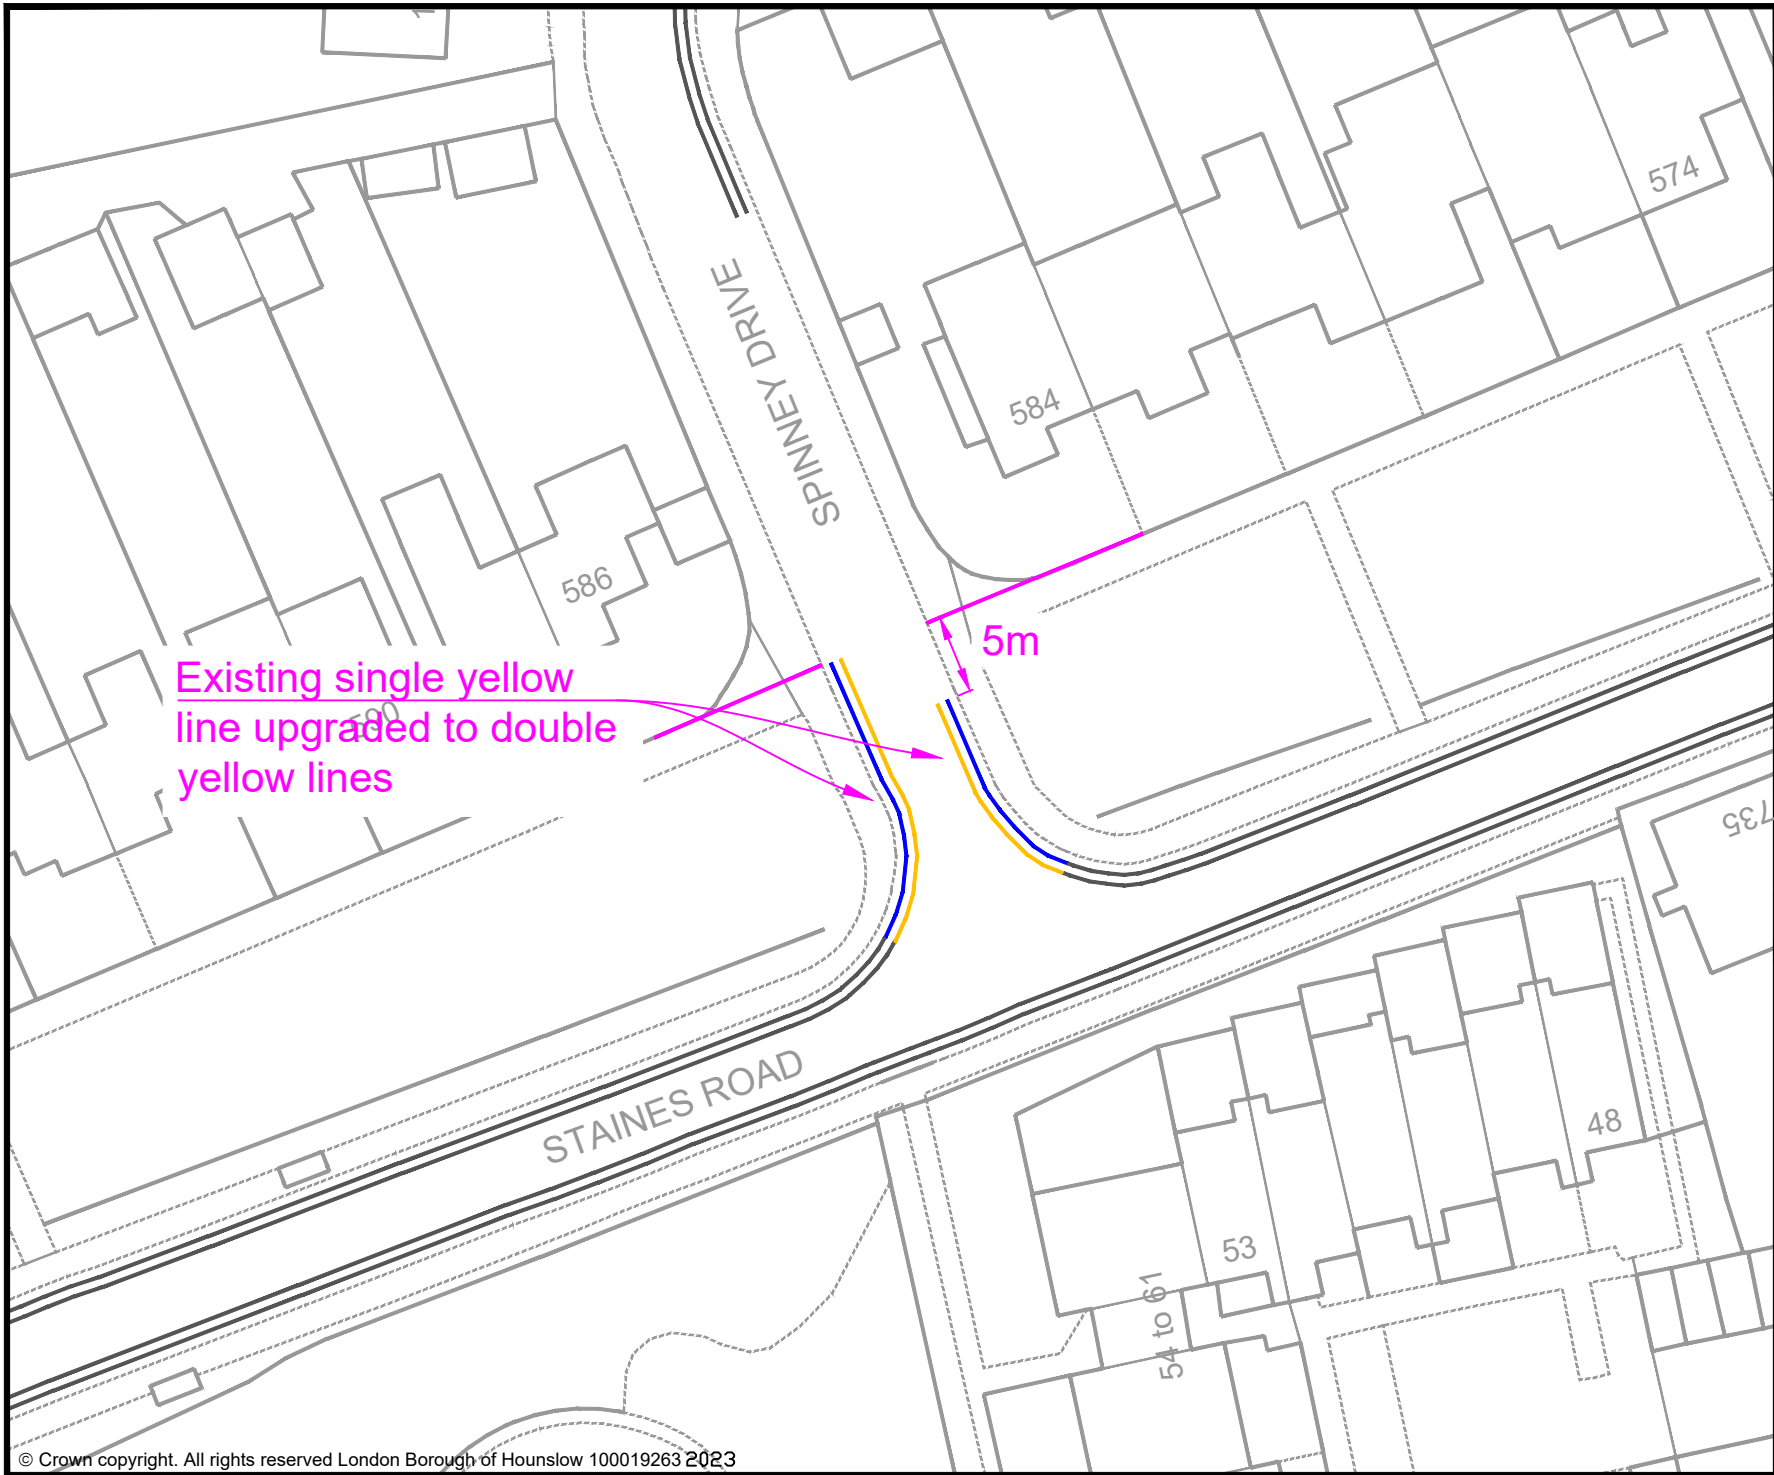 574
SPINNEY DRIVE
584
586
5m
Existing single yellow
line upgraded to double
yellow lines
590
735
STAINES ROAD
48
53
54 to 61
© Crown copyright. All rights reserved London Borough of Hounslow 100019263 2023